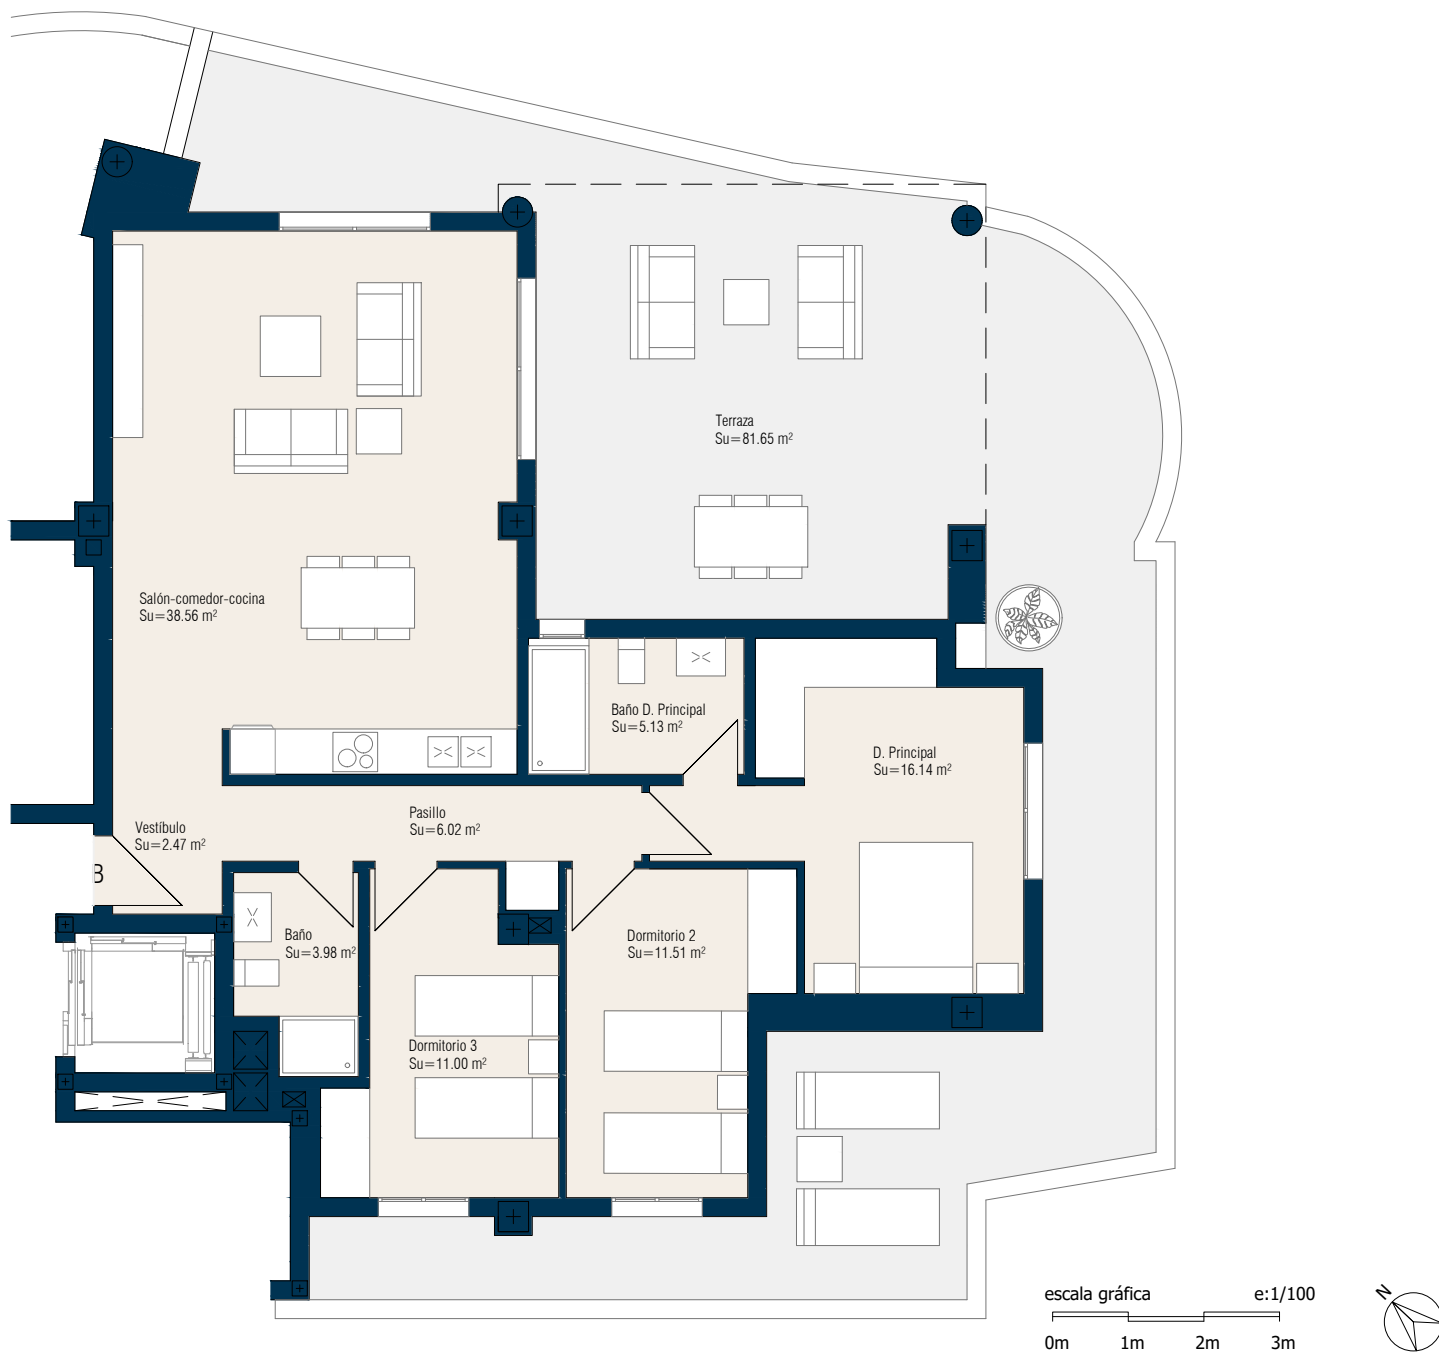 Terraza
Su=81.65 m²
Salón-comedor-cocina
Su=38.56 m²
Baño D. Principal
Su=5.13 m²
D. Principal
Su=16.14 m²
Pasillo
Su=6.02 m²
Vestíbulo
Su=2.47 m²
B
Baño
Su=3.98 m²
Dormitorio 2
Su=11.51 m²
Dormitorio 3
Su=11.00 m²
escala gráfica e:1/100
0m 1m 2m 3m
N